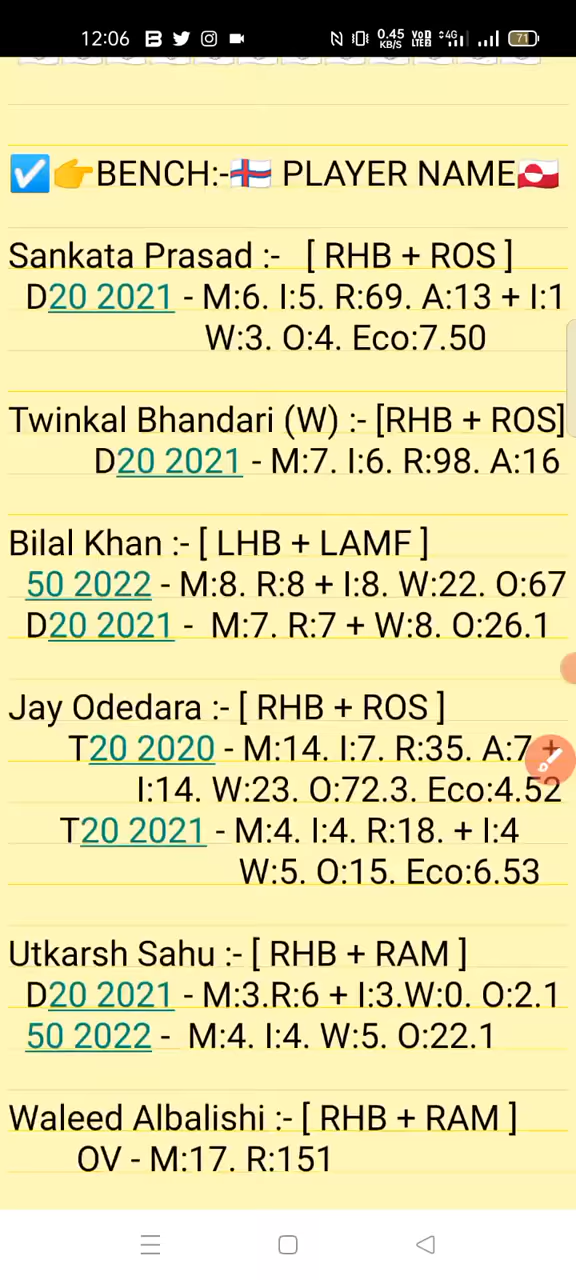 12:06 0.45 KB/S VoD LTE2 4G 71
☑👉BENCH:-🇫🇴 PLAYER NAME🇬🇱
Sankata Prasad :- [ RHB + ROS ]
D20 2021 - M:6. I:5. R:69. A:13 + I:1
W:3. O:4. Eco:7.50
Twinkal Bhandari (W) :- [RHB + ROS]
D20 2021 - M:7. I:6. R:98. A:16
Bilal Khan :- [ LHB + LAMF ]
50 2022 - M:8. R:8 + I:8. W:22. O:67
D20 2021 - M:7. R:7 + W:8. O:26.1
Jay Odedara :- [ RHB + ROS ]
T20 2020 - M:14. I:7. R:35. A:7 +
I:14. W:23. O:72.3. Eco:4.52
T20 2021 - M:4. I:4. R:18. + I:4
W:5. O:15. Eco:6.53
Utkarsh Sahu :- [ RHB + RAM ]
D20 2021 - M:3.R:6 + I:3.W:0. O:2.1
50 2022 - M:4. I:4. W:5. O:22.1
Waleed Albalishi :- [ RHB + RAM ]
OV - M:17. R:151